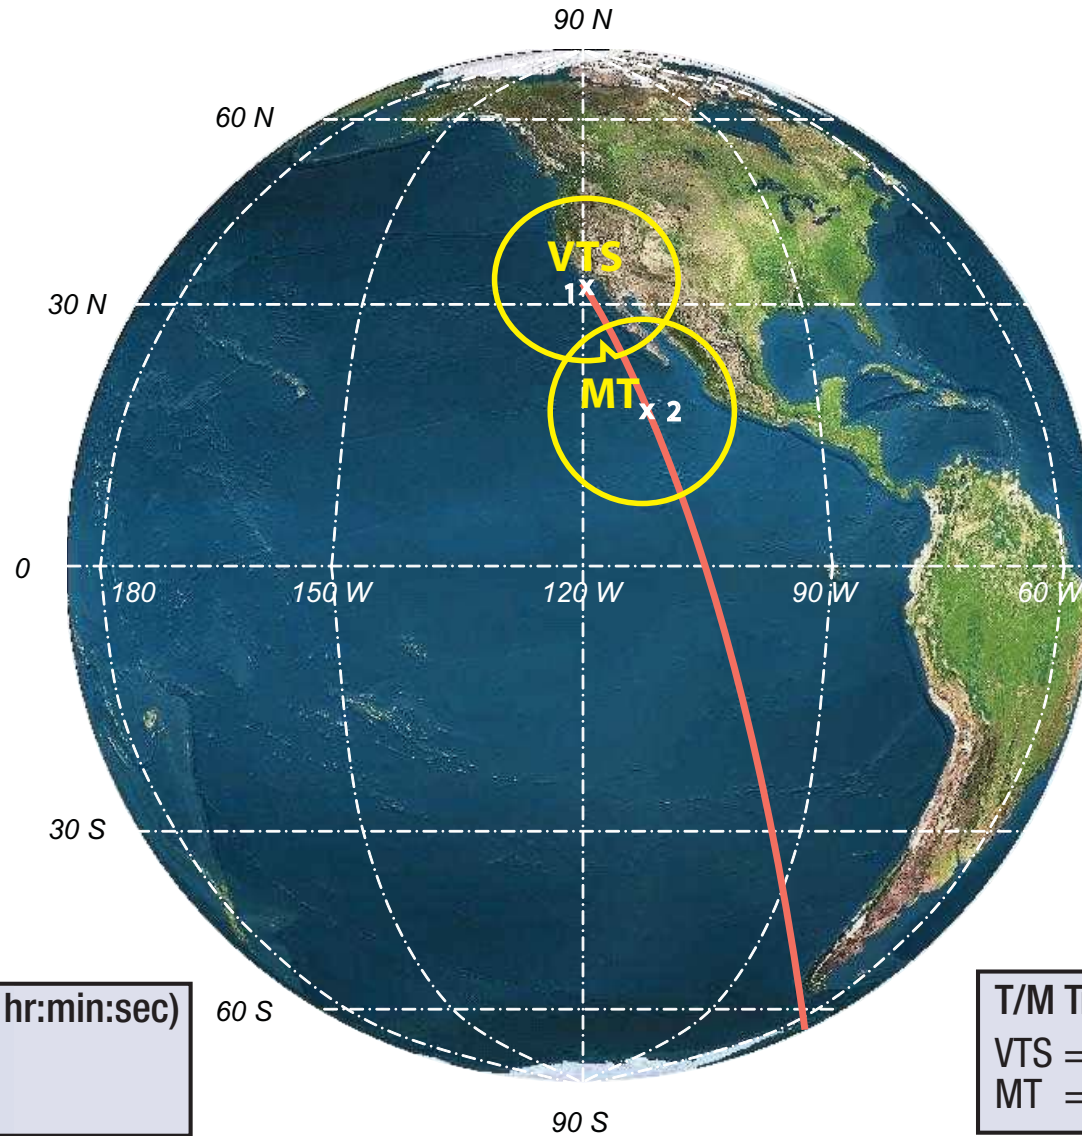 90 N
60 N
VTS
1 x
30 N
MT
x 2
0
180 150 W 120 W 90 W 60 W
30 S
hr:min:sec)
60 S
T/M T
VTS =
MT =
90 S